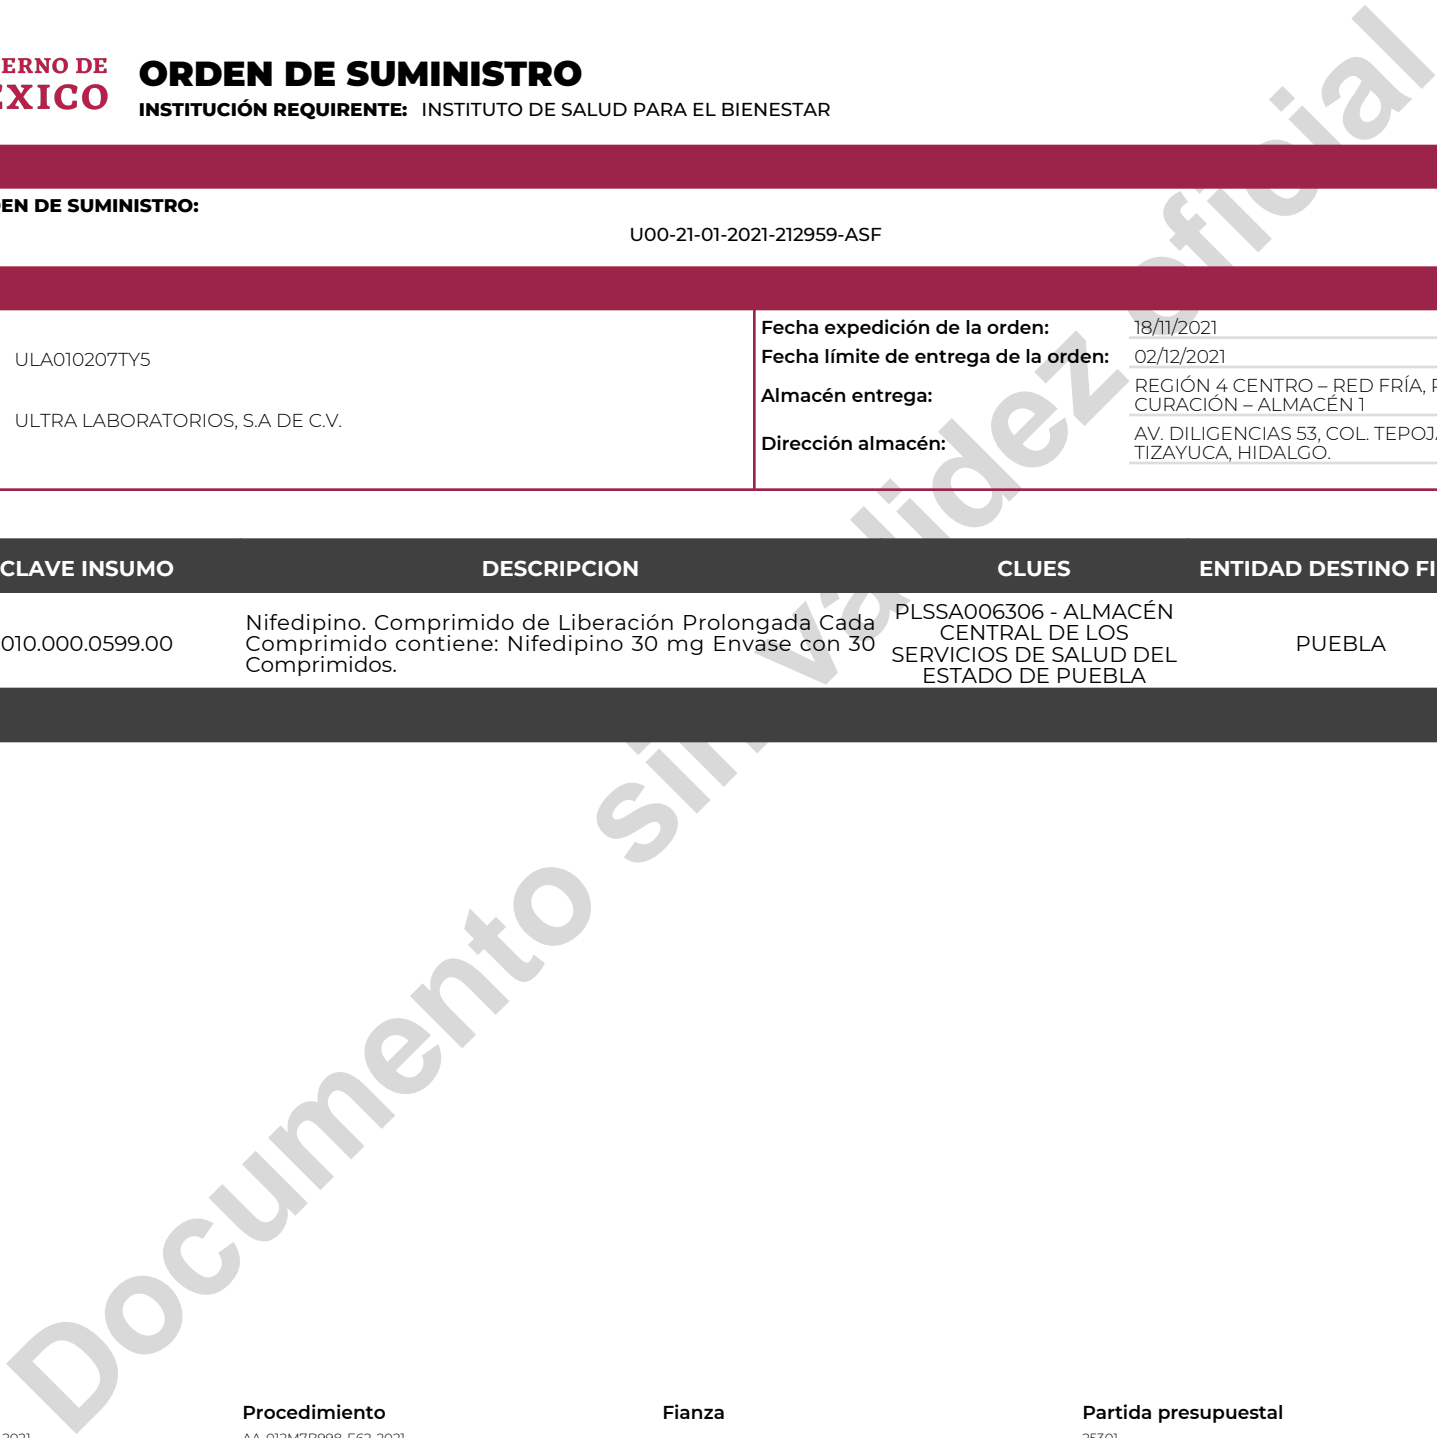 ERNO DE
ÉXICO
ORDEN DE SUMINISTRO
INSTITUCIÓN REQUIRENTE: INSTITUTO DE SALUD PARA EL BIENESTAR
EN DE SUMINISTRO:
U00-21-01-2021-212959-ASF
ULA010207TY5
ULTRA LABORATORIOS, S.A DE C.V.
Fecha expedición de la orden: 18/11/2021
Fecha límite de entrega de la orden: 02/12/2021
Almacén entrega: REGIÓN 4 CENTRO – RED FRÍA,
CURACIÓN – ALMACÉN 1
Dirección almacén: AV. DILIGENCIAS 53, COL. TEPOJ
TIZAYUCA, HIDALGO.
CLAVE INSUMO DESCRIPCION CLUES ENTIDAD DESTINO FI
010.000.0599.00
Nifedipino. Comprimido de Liberación Prolongada Cada
Comprimido contiene: Nifedipino 30 mg Envase con 30
Comprimidos.
PLSSA006306 - ALMACÉN
CENTRAL DE LOS
SERVICIOS DE SALUD DEL
ESTADO DE PUEBLA
PUEBLA
Documento sin validez oficial
Procedimiento Fianza Partida presupuestal